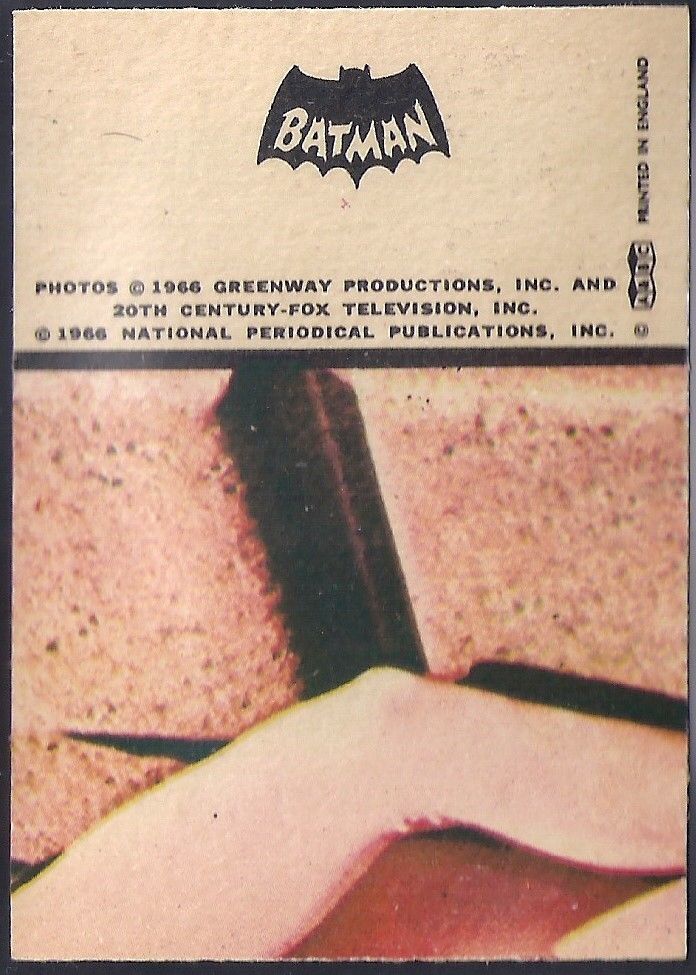 BATMAN
PHOTOS © 1966 GREENWAY PRODUCTIONS, INC. AND
20TH CENTURY-FOX TELEVISION, INC.
© 1966 NATIONAL PERIODICAL PUBLICATIONS, INC. ©
A&BC
PRINTED IN ENGLAND